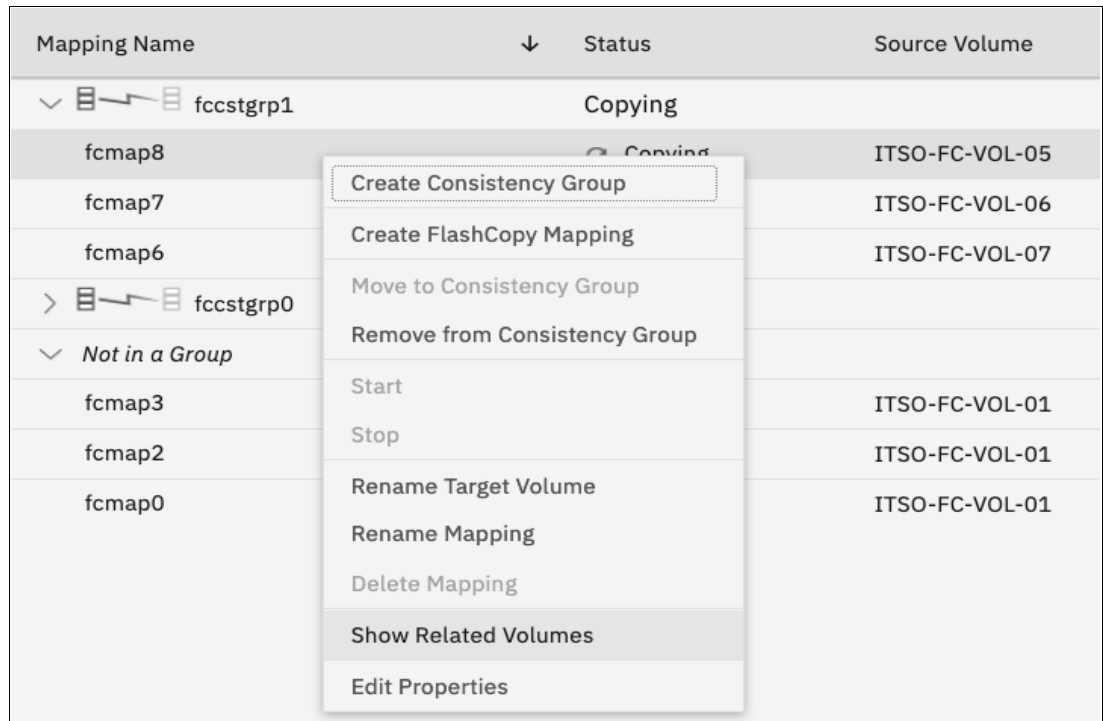 Mapping Name ↓ Status Source Volume
fccstgrp1 Copying
fcmap8 Copying ITSO-FC-VOL-05
Create Consistency Group
fcmap7 ITSO-FC-VOL-06
Create FlashCopy Mapping
fcmap6 ITSO-FC-VOL-07
Move to Consistency Group
fccstgrp0
Remove from Consistency Group
Not in a Group
Start
fcmap3 ITSO-FC-VOL-01
Stop
fcmap2 ITSO-FC-VOL-01
Rename Target Volume
fcmap0 ITSO-FC-VOL-01
Rename Mapping
Delete Mapping
Show Related Volumes
Edit Properties